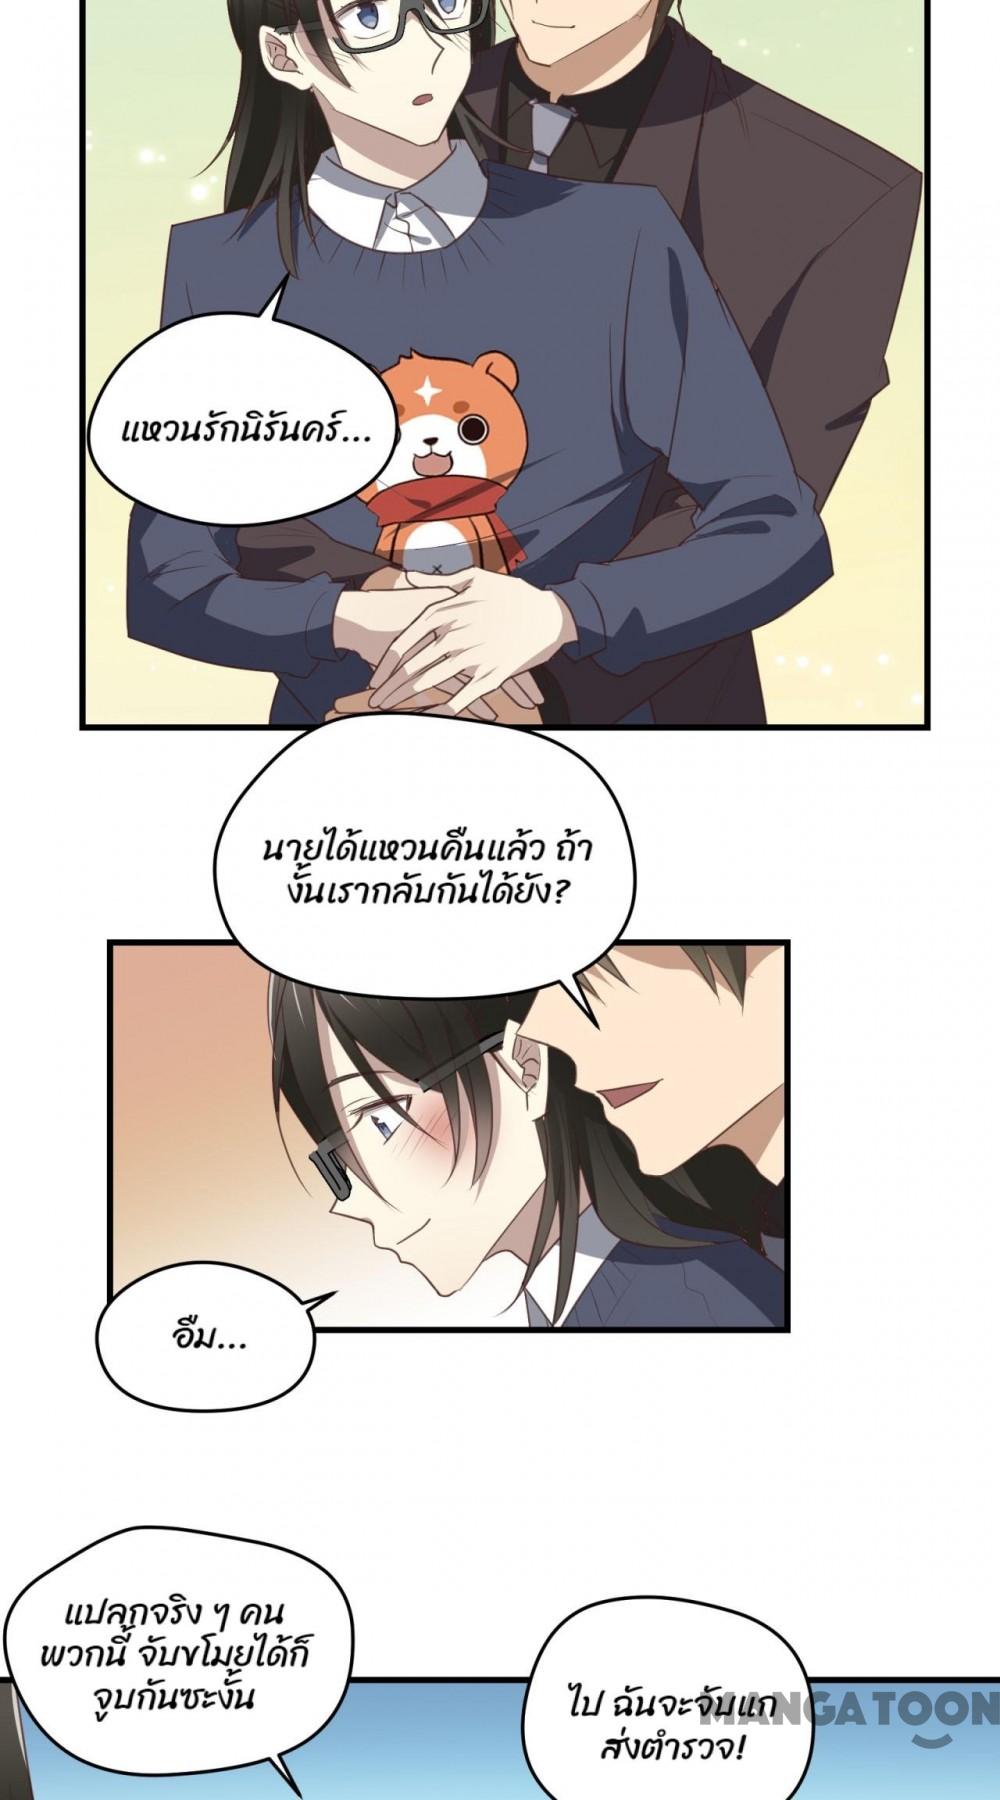 แหวนรักนิรันดร์...
นายได้แหวนคืนแล้ว ถ้า
งั้นเรากลับกันได้ยัง?
อืม...
แปลกจริง ๆ คน
พวกนี้ จับขโมยได้ก็
จูบกันซะงั้น
ไป ฉันจะจับแก
ส่งตำรวจ!
MANGATOON